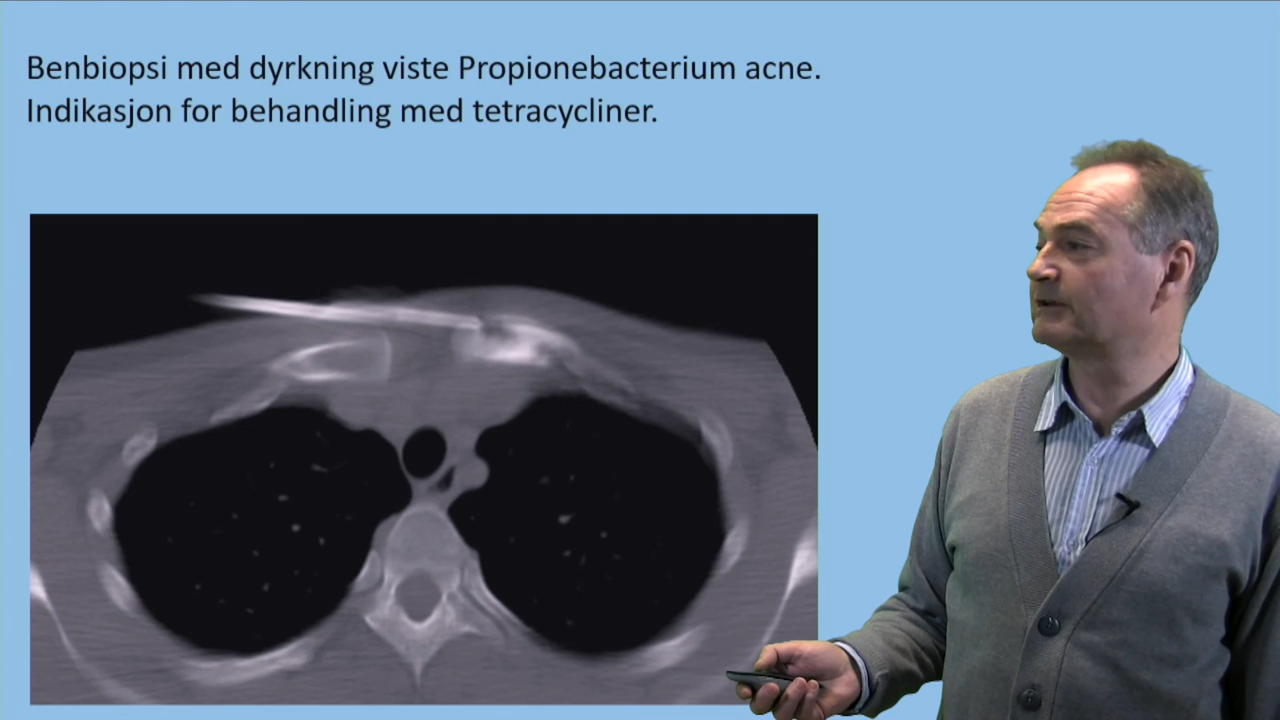 Benbiopsi med dyrkning viste Propionebacterium acne.
Indikasjon for behandling med tetracycliner.